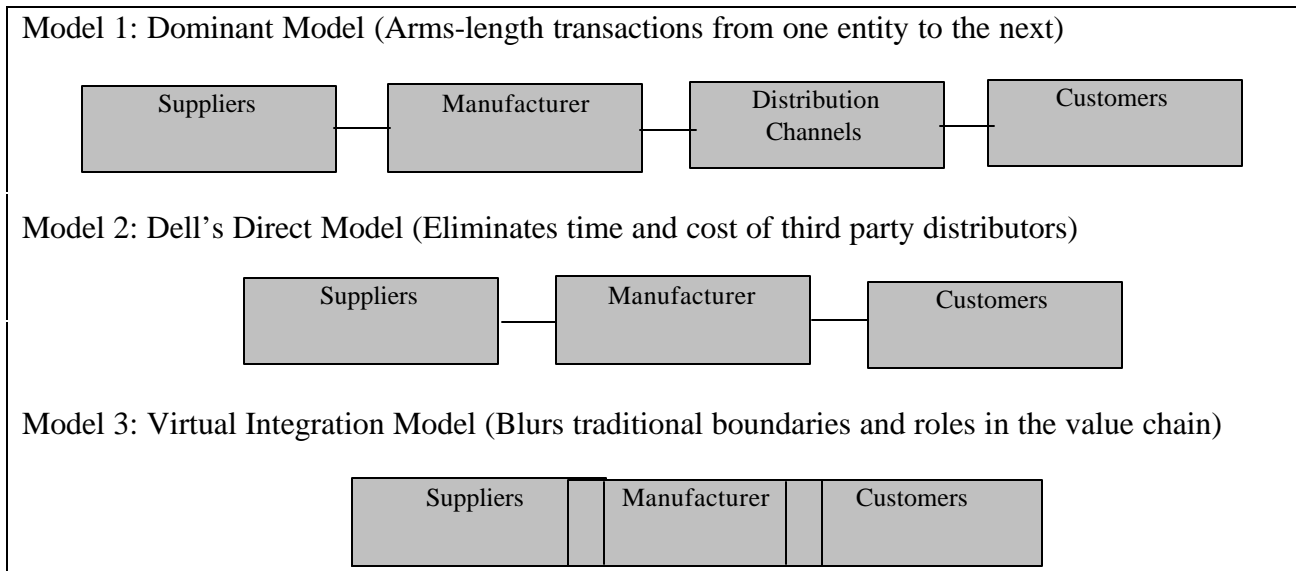 Model 1: Dominant Model (Arms-length transactions from one entity to the next)
Suppliers
Manufacturer
Distribution
Channels
Customers
Model 2: Dell’s Direct Model (Eliminates time and cost of third party distributors)
Suppliers
Manufacturer
Customers
Model 3: Virtual Integration Model (Blurs traditional boundaries and roles in the value chain)
Suppliers
Manufacturer
Customers